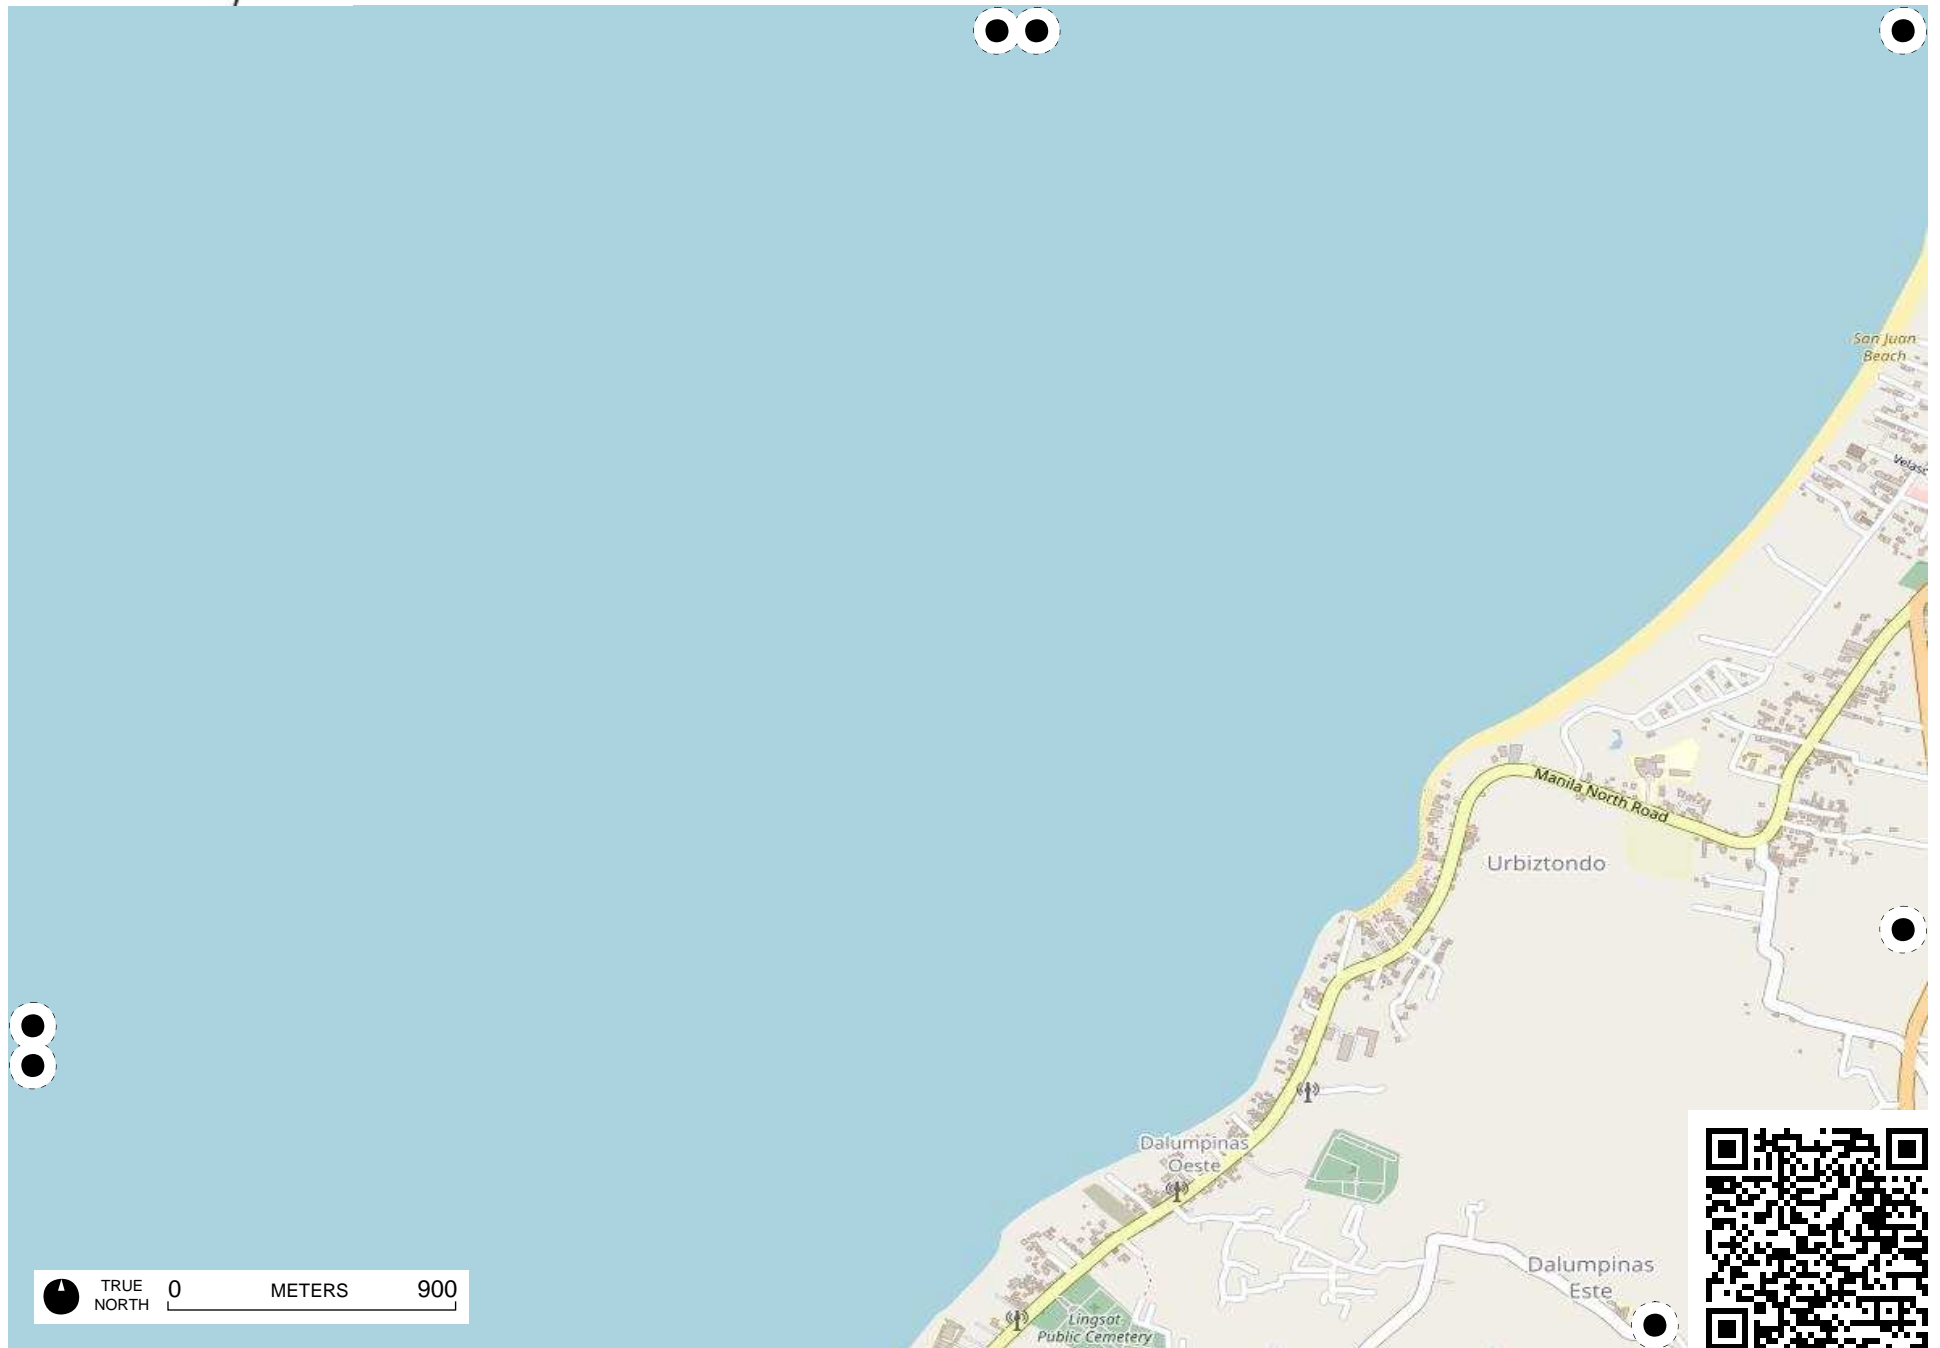 San Juan
Beach
Manila North Road
Urbiztondo
Dalumpinas
Oeste
Dalumpinas
Este
TRUE
NORTH
0
METERS
900
Lingsat
Public Cemetery